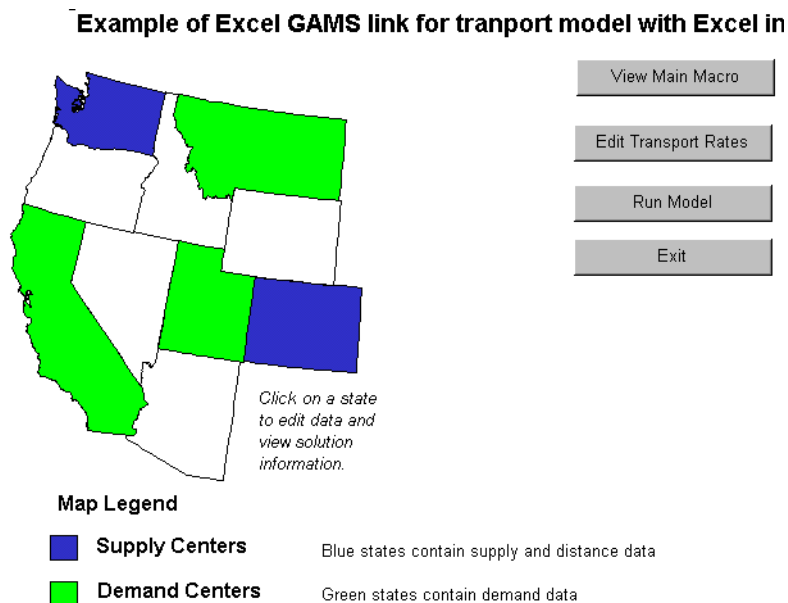 Example of Excel GAMS link for tranport model with Excel in
View Main Macro
Edit Transport Rates
Run Model
Exit
Click on a state
to edit data and
view solution
information.
Map Legend
Supply Centers
Blue states contain supply and distance data
Demand Centers
Green states contain demand data